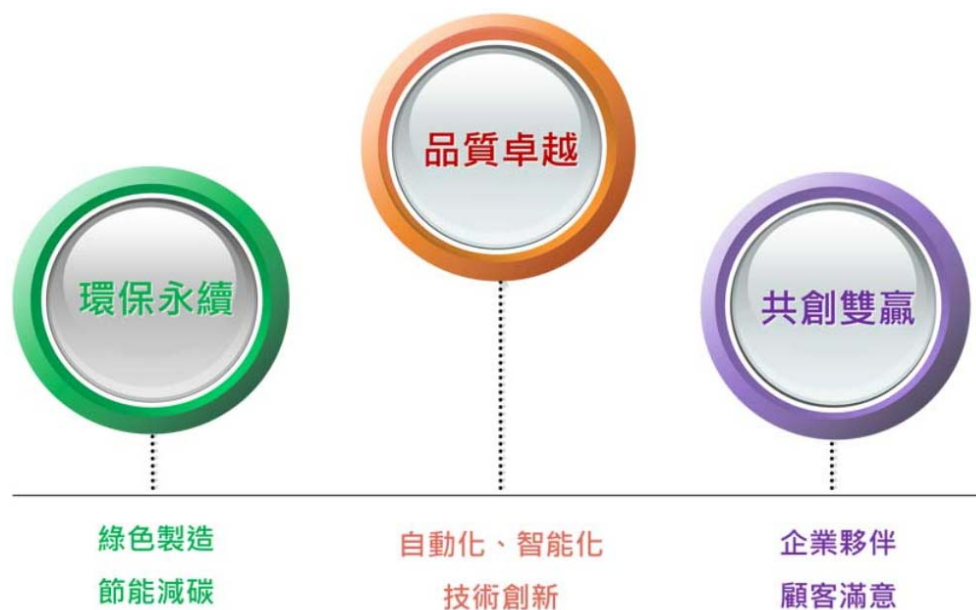 品質卓越
環保永續
共創雙贏
綠色製造
節能減碳
自動化、智能化
技術創新
企業夥伴
顧客滿意